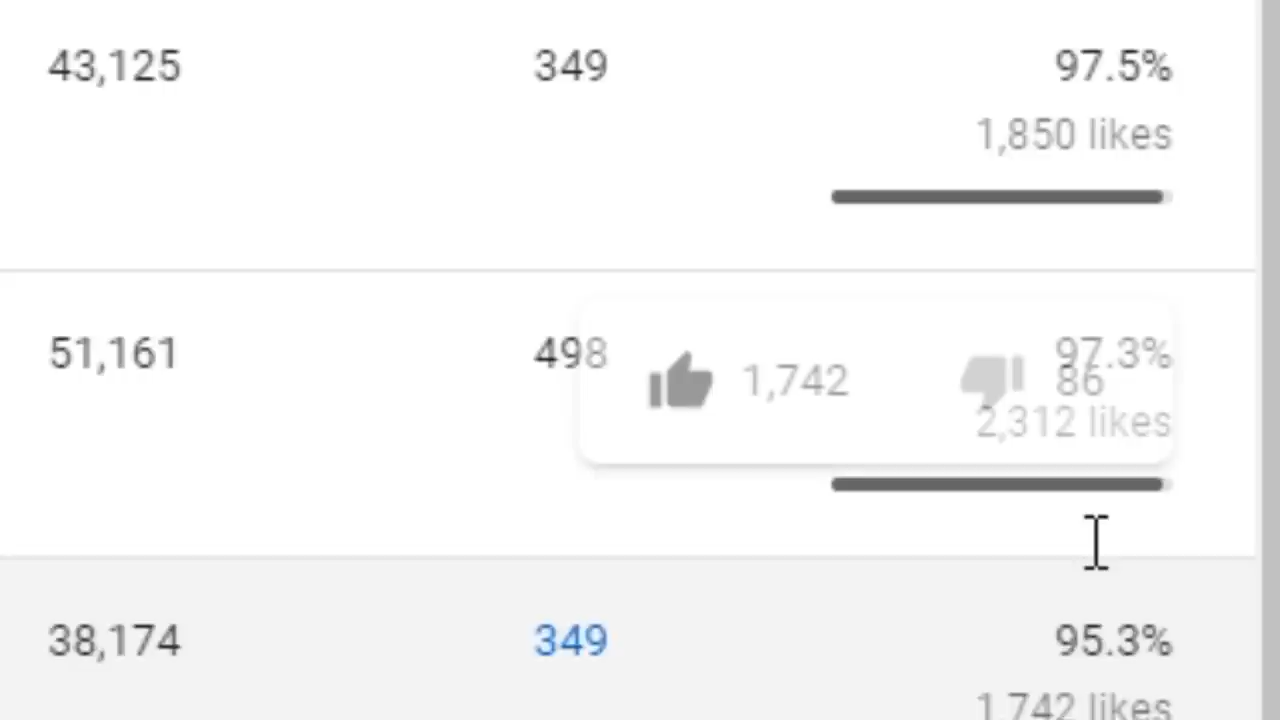 43,125 349 97.5%
1,850 likes
51,161 498 97.3%
1,742 86
2,312 likes
38,174 349 95.3%
1,742 likes